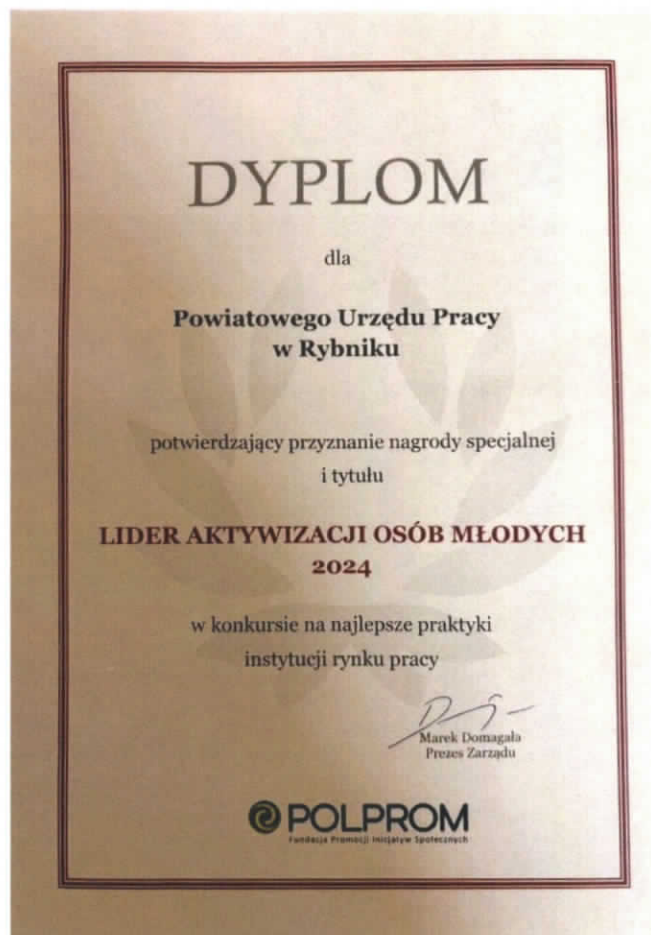 DYPLOM
dla
Powiatowego Urzędu Pracy
w Rybniku
potwierdzający przyznanie nagrody specjalnej
i tytułu
LIDER AKTYWIZACJI OSÓB MŁODYCH
2024
w konkursie na najlepsze praktyki
instytucji rynku pracy
Marek Domagała
Prezes Zarządu
POLPROM
Fundacja Promocji Inicjatyw Społecznych